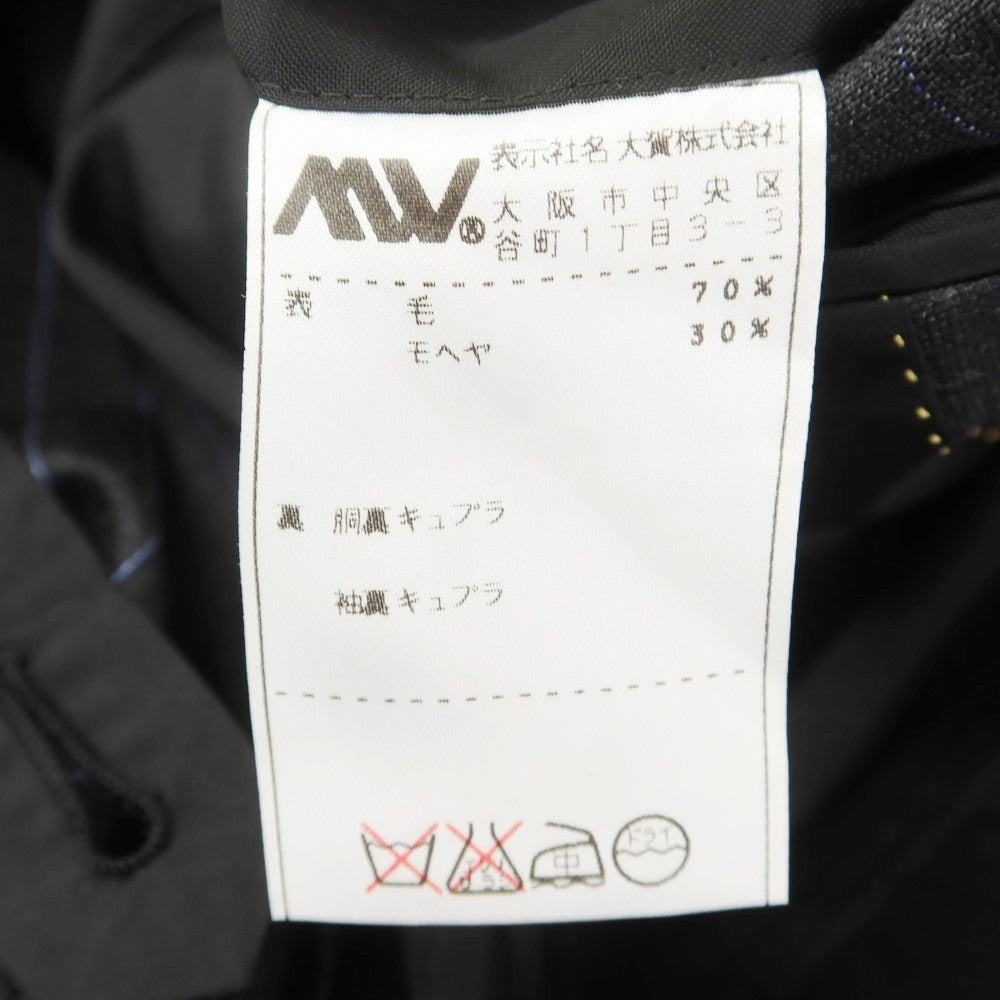 MW®
表示社名 大賀株式会社
大阪市中央区
谷町1丁目3-3
表 毛 70%
モヘヤ 30%
裏 胴裏キュプラ
袖裏キュプラ
中 ドライ